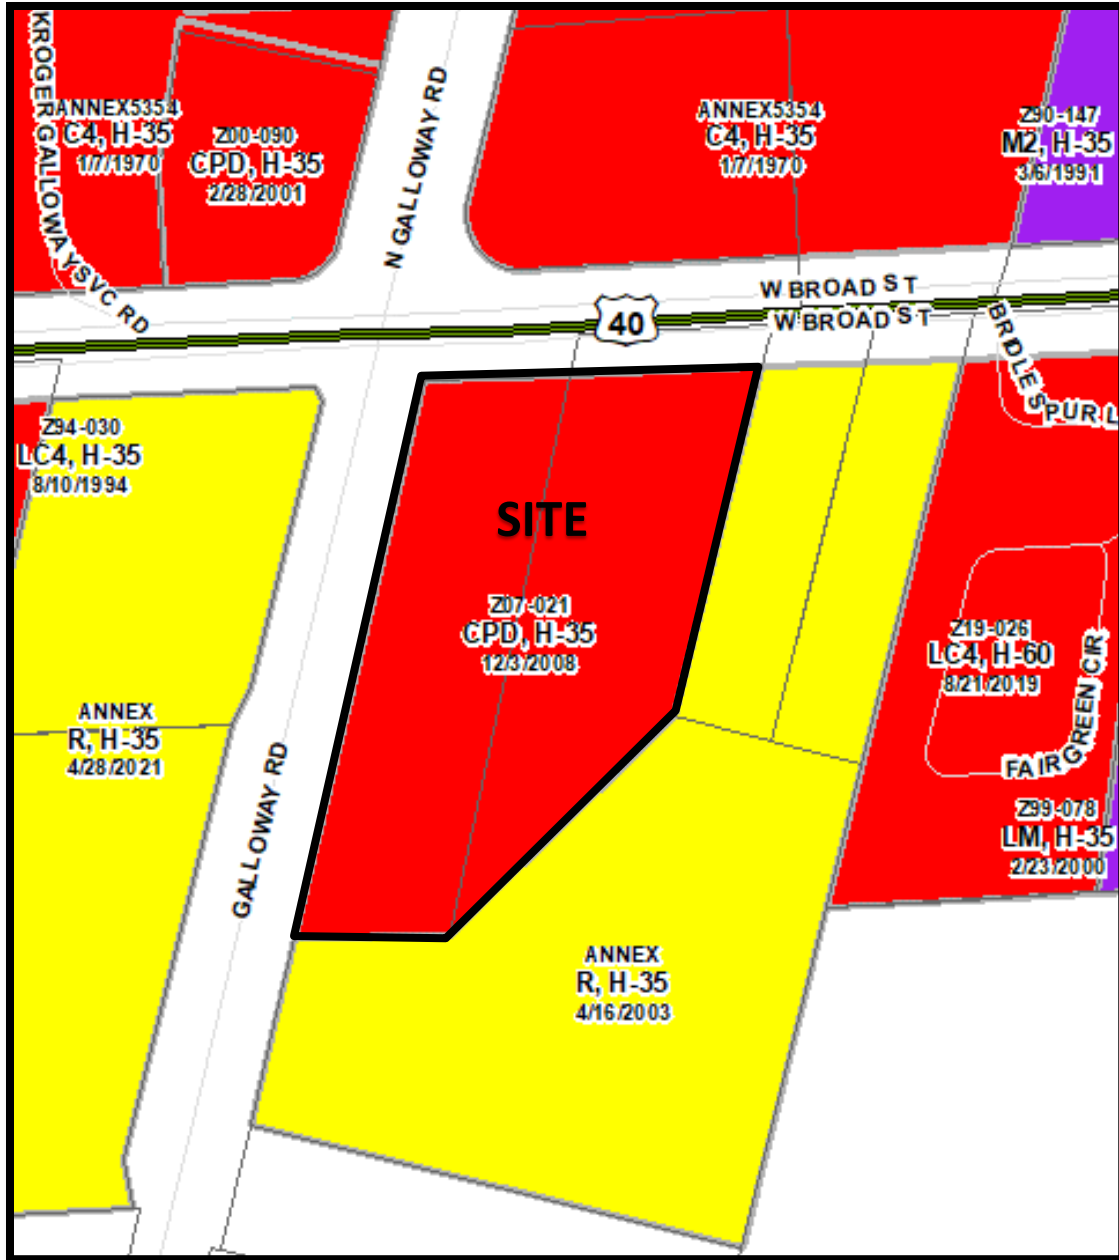 KROGER GALLOWAY SVC RD
ANNEX5354
C4, H-35
1/7/1970
Z00-090
CPD, H-35
2/28/2001
N GALLOWAY RD
ANNEX5354
C4, H-35
1/7/1970
Z90-147
M2, H-35
3/6/1991
W BROAD ST
40
W BROAD ST
BRIDLE SPUR L
Z94-030
LC4, H-35
8/10/1994
SITE
Z07-021
CPD, H-35
12/3/2008
Z19-026
LC4, H-60
8/21/2019
FAIRGREEN CIR
ANNEX
R, H-35
4/28/2021
GALLOWAY RD
Z99-078
LM, H-35
2/23/2000
ANNEX
R, H-35
4/16/2003